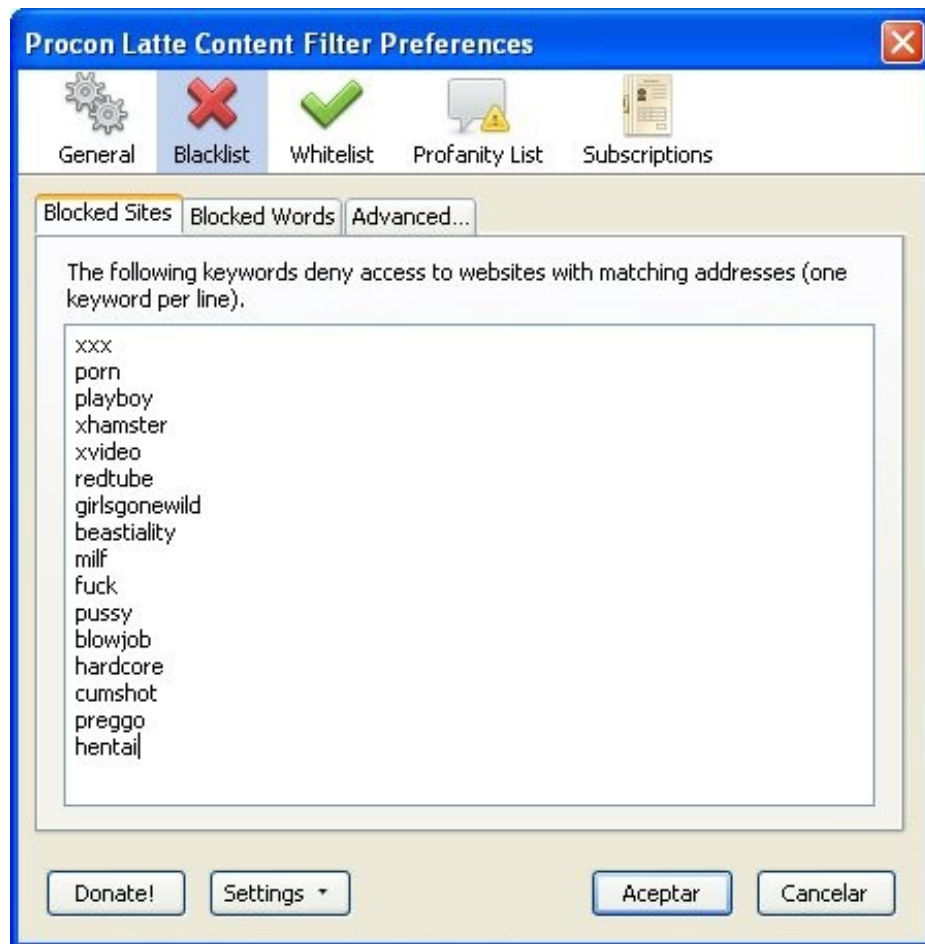 Procon Latte Content Filter Preferences
General Blacklist Whitelist Profanity List Subscriptions
Blocked Sites Blocked Words Advanced...
The following keywords deny access to websites with matching addresses (one
keyword per line).
xxx
porn
playboy
xhamster
xvideo
redtube
girlsgonewild
beastiality
milf
fuck
pussy
blowjob
hardcore
cumshot
preggo
hentai
Donate! Settings Aceptar Cancelar